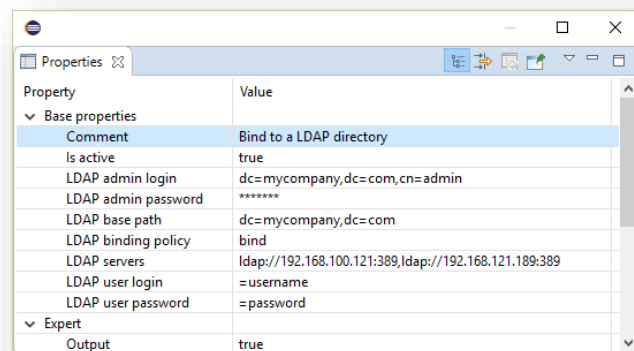 Properties
Property Value
Base properties
Comment Bind to a LDAP directory
Is active true
LDAP admin login dc=mycompany,dc=com,cn=admin
LDAP admin password *******
LDAP base path dc=mycompany,dc=com
LDAP binding policy bind
LDAP servers ldap://192.168.100.121:389,ldap://192.168.121.189:389
LDAP user login =username
LDAP user password =password
Expert
Output true